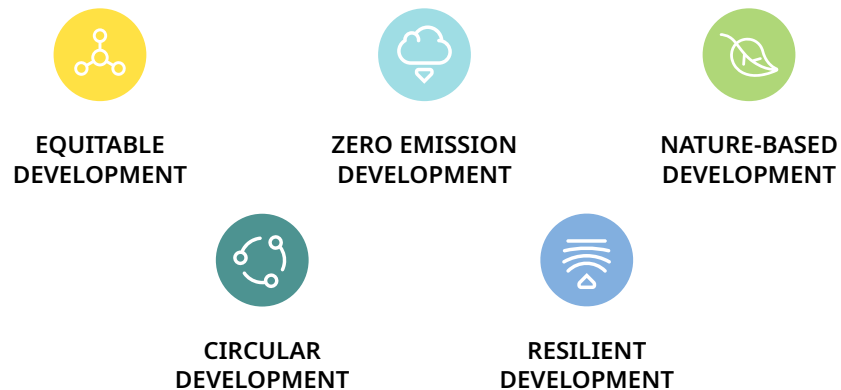 EQUITABLE
DEVELOPMENT
ZERO EMISSION
DEVELOPMENT
NATURE-BASED
DEVELOPMENT
CIRCULAR
DEVELOPMENT
RESILIENT
DEVELOPMENT